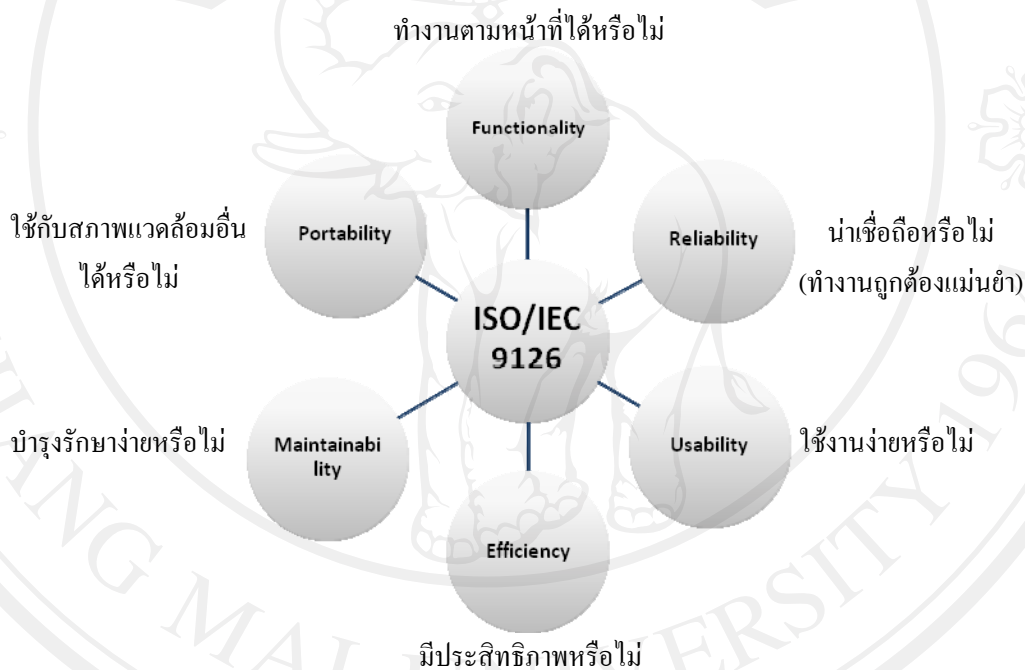 ทำงานตามหน้าที่ได้หรือไม่
Functionality
ใช้กับสภาพแวดล้อมอื่น
ได้หรือไม่
Portability
Reliability
น่าเชื่อถือหรือไม่
(ทำงานถูกต้องแม่นยำ)
ISO/IEC
9126
บำรุงรักษาง่ายหรือไม่
Maintainabi
lity
Usability
ใช้งานง่ายหรือไม่
Efficiency
มีประสิทธิภาพหรือไม่